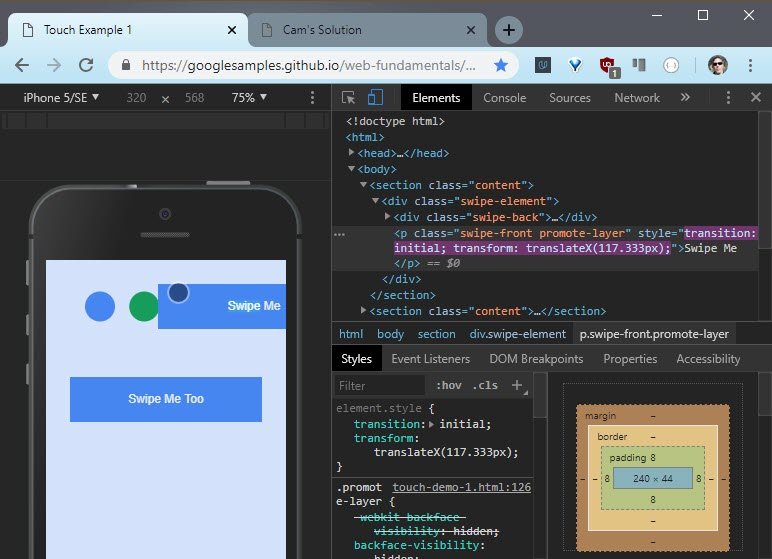 Touch Example 1
Cam's Solution
https://googlesamples.github.io/web-fundamentals/...
1
iPhone 5/SE ▼ 320 x 568 75% ▼
Elements Console Sources Network »
<!doctype html>
<html>
▶<head>…</head>
▼<body>
▼<section class="content">
▼<div class="swipe-element">
▶<div class="swipe-back">…</div>
<p class="swipe-front promote-layer" style="transition:
initial; transform: translateX(117.333px);">Swipe Me
</p> == $0
</div>
</section>
▶<section class="content">…</section>
html body section div.swipe-element p.swipe-front.promote-layer
Styles Event Listeners DOM Breakpoints Properties Accessibility
Filter :hov .cls +
element.style {
transition:▶ initial;
transform:
translateX(117.333px);
}
.promot touch-demo-1.html:126
e-layer {
-webkit-backface-
visibility: hidden;
backface-visibility:
hidden;
margin –
border –
padding 8
– – 8 240 × 44 8 – –
8
–
–
Swipe Me
Swipe Me Too